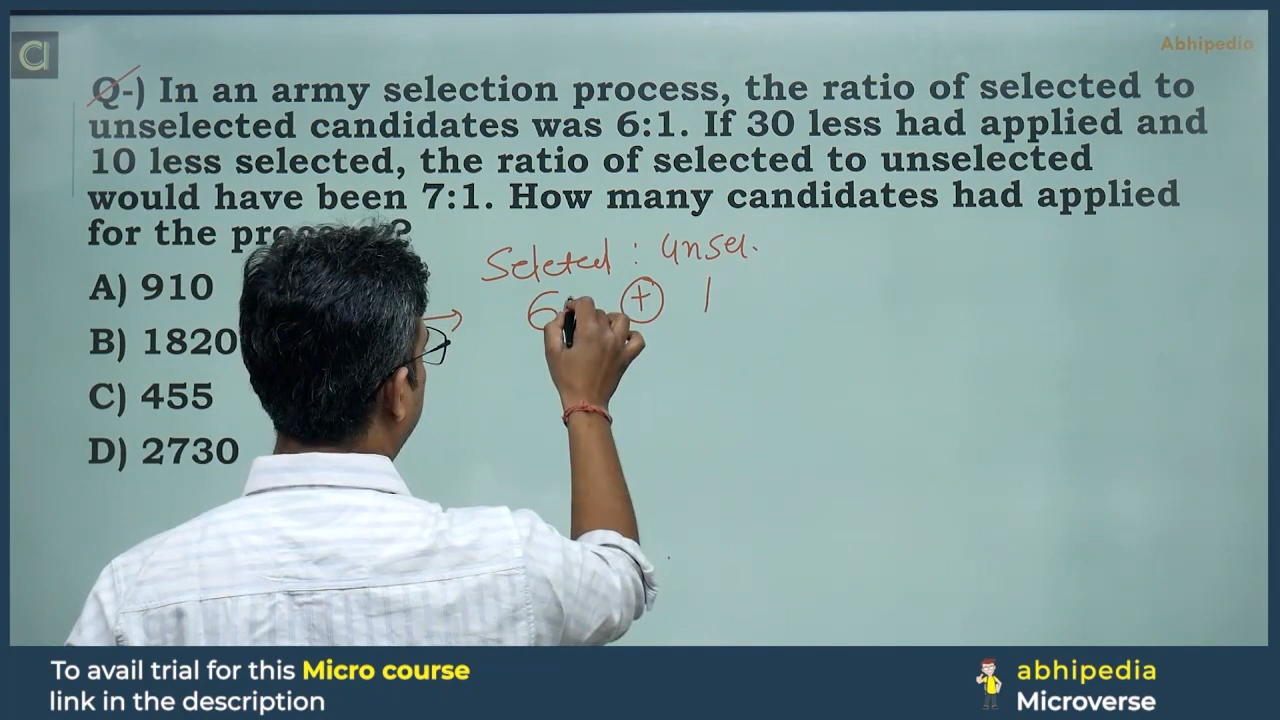 Abhipedia
Q-) In an army selection process, the ratio of selected to
unselected candidates was 6:1. If 30 less had applied and
10 less selected, the ratio of selected to unselected
would have been 7:1. How many candidates had applied
for the ?
Seleted : unsel.
A) 910
6 + 1
B) 1820
C) 455
D) 2730
To avail trial for this Micro course
link in the description
abhipedia
Microverse